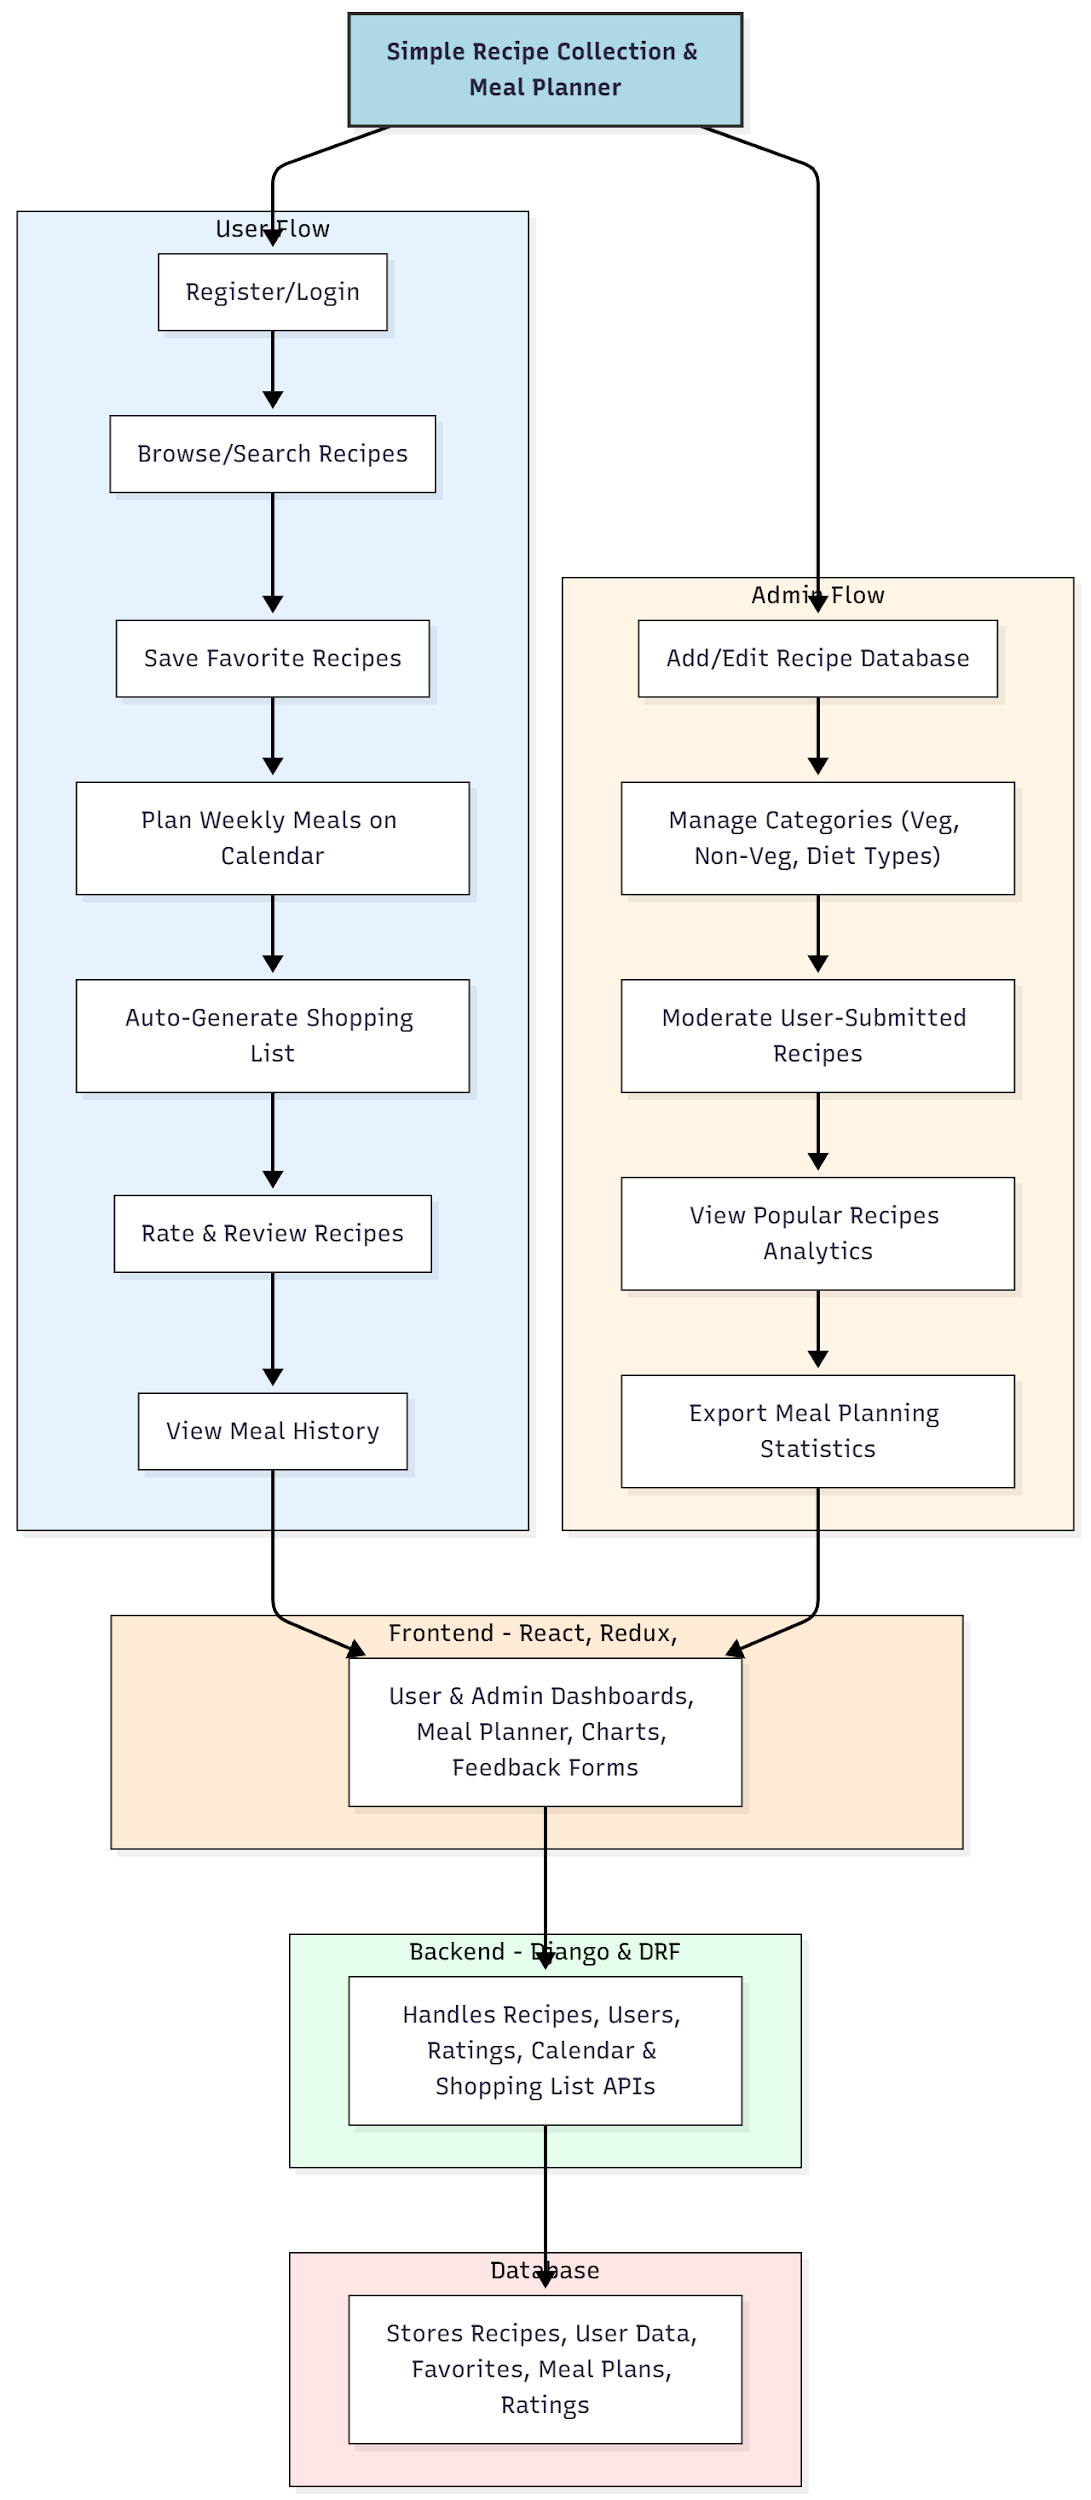 Simple Recipe Collection &
Meal Planner
User Flow
Register/Login
Browse/Search Recipes
Save Favorite Recipes
Plan Weekly Meals on
Calendar
Auto-Generate Shopping
List
Rate & Review Recipes
View Meal History
Admin Flow
Add/Edit Recipe Database
Manage Categories (Veg,
Non-Veg, Diet Types)
Moderate User-Submitted
Recipes
View Popular Recipes
Analytics
Export Meal Planning
Statistics
Frontend - React, Redux,
User & Admin Dashboards,
Meal Planner, Charts,
Feedback Forms
Backend - Django & DRF
Handles Recipes, Users,
Ratings, Calendar &
Shopping List APIs
Database
Stores Recipes, User Data,
Favorites, Meal Plans,
Ratings